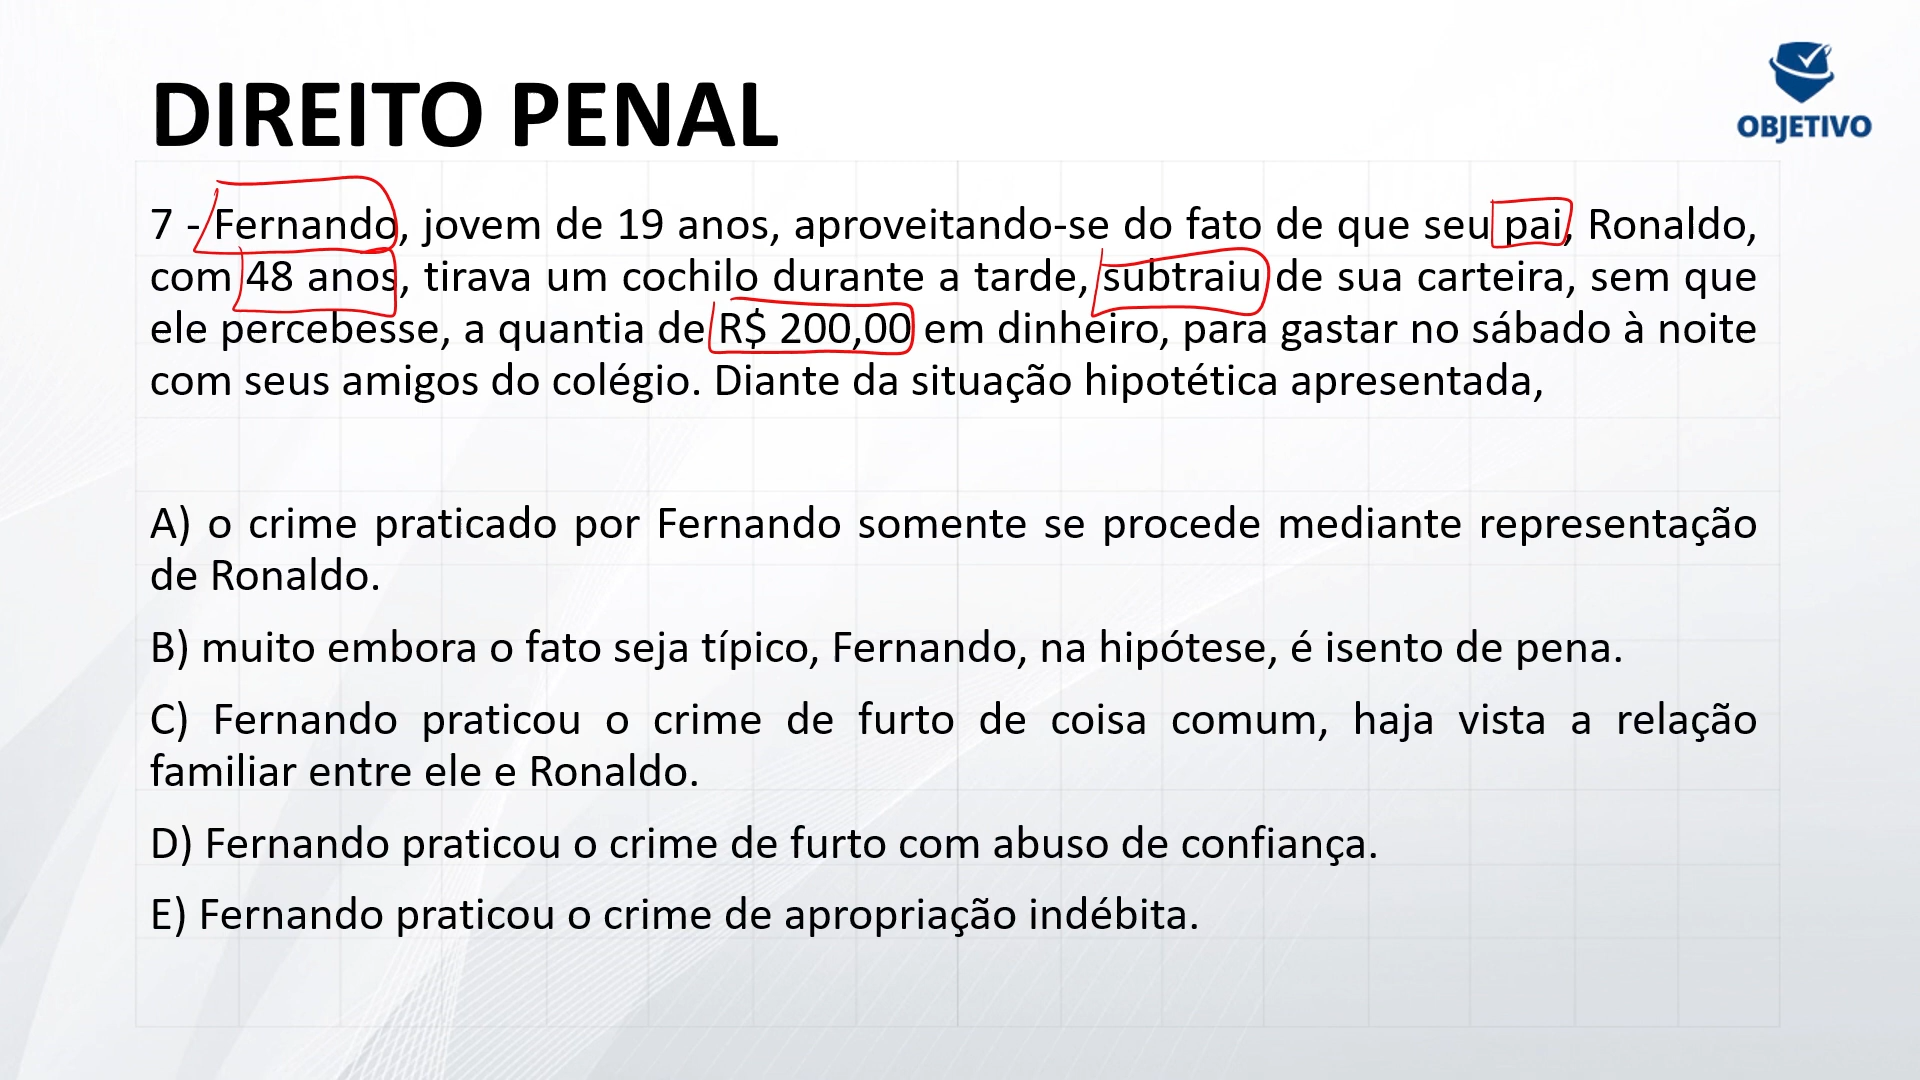 DIREITO PENAL
OBJETIVO
7 - Fernando, jovem de 19 anos, aproveitando-se do fato de que seu pai, Ronaldo,
com 48 anos, tirava um cochilo durante a tarde, subtraiu de sua carteira, sem que
ele percebesse, a quantia de R$ 200,00 em dinheiro, para gastar no sábado à noite
com seus amigos do colégio. Diante da situação hipotética apresentada,
A) o crime praticado por Fernando somente se procede mediante representação
de Ronaldo.
B) muito embora o fato seja típico, Fernando, na hipótese, é isento de pena.
C) Fernando praticou o crime de furto de coisa comum, haja vista a relação
familiar entre ele e Ronaldo.
D) Fernando praticou o crime de furto com abuso de confiança.
E) Fernando praticou o crime de apropriação indébita.